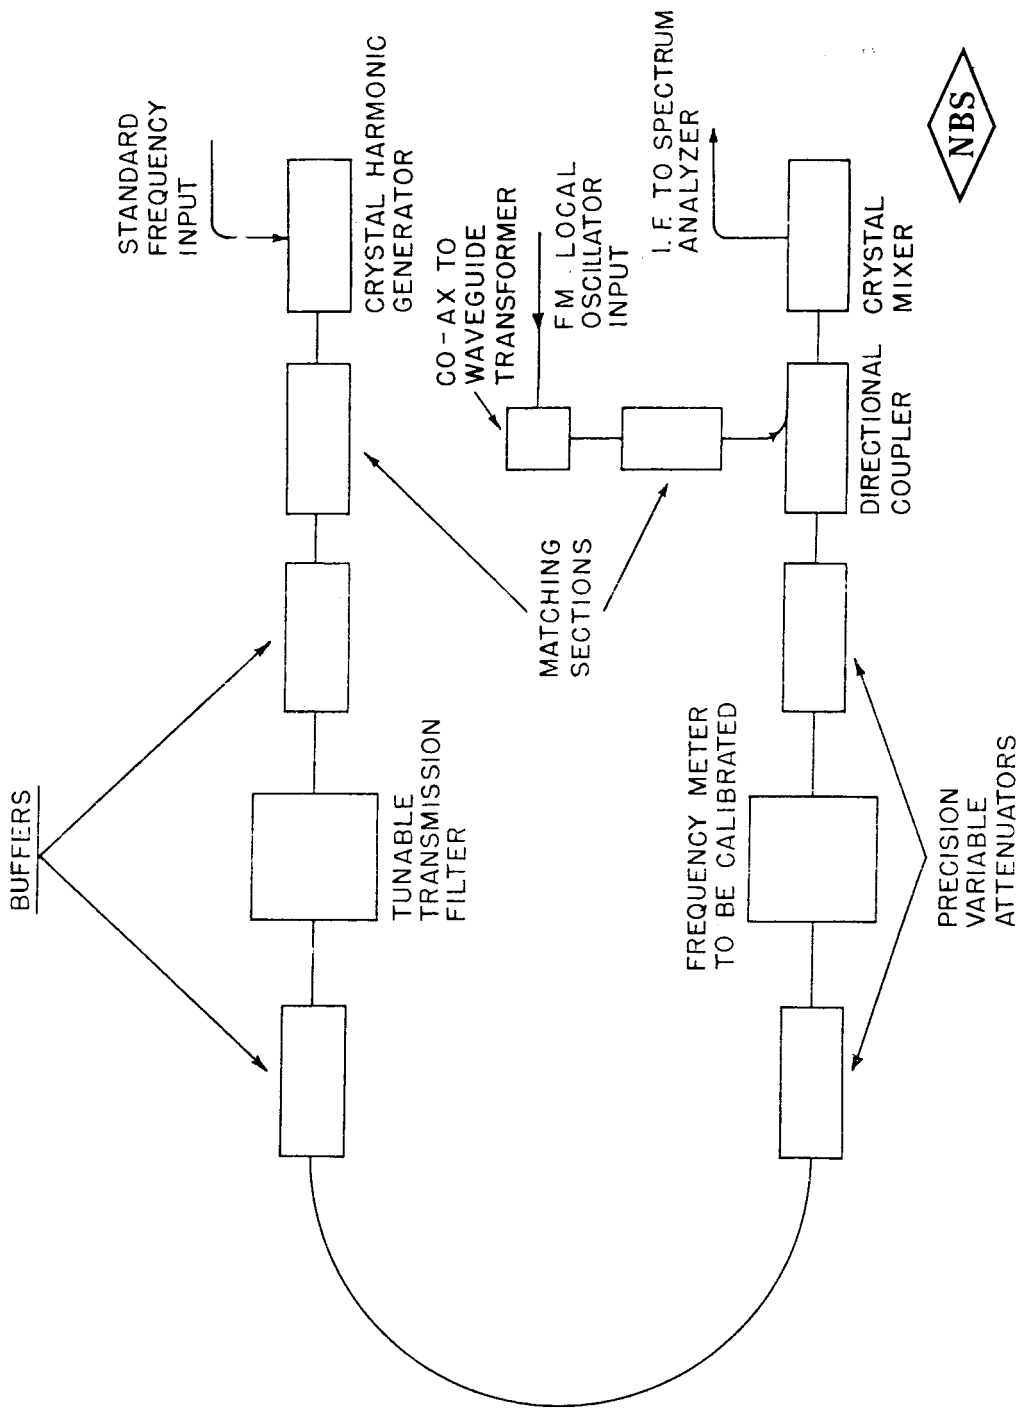 BUFFERS
STANDARD
FREQUENCY
INPUT
CRYSTAL HARMONIC
GENERATOR
TUNABLE
TRANSMISSION
FILTER
CO-AX TO
WAVEGUIDE
TRANSFORMER
FM LOCAL
OSCILLATOR
INPUT
MATCHING
SECTIONS
I. F. TO SPECTRUM
ANALYZER
FREQUENCY METER
TO BE CALIBRATED
DIRECTIONAL
COUPLER
CRYSTAL
MIXER
PRECISION
VARIABLE
ATTENUATORS
NBS